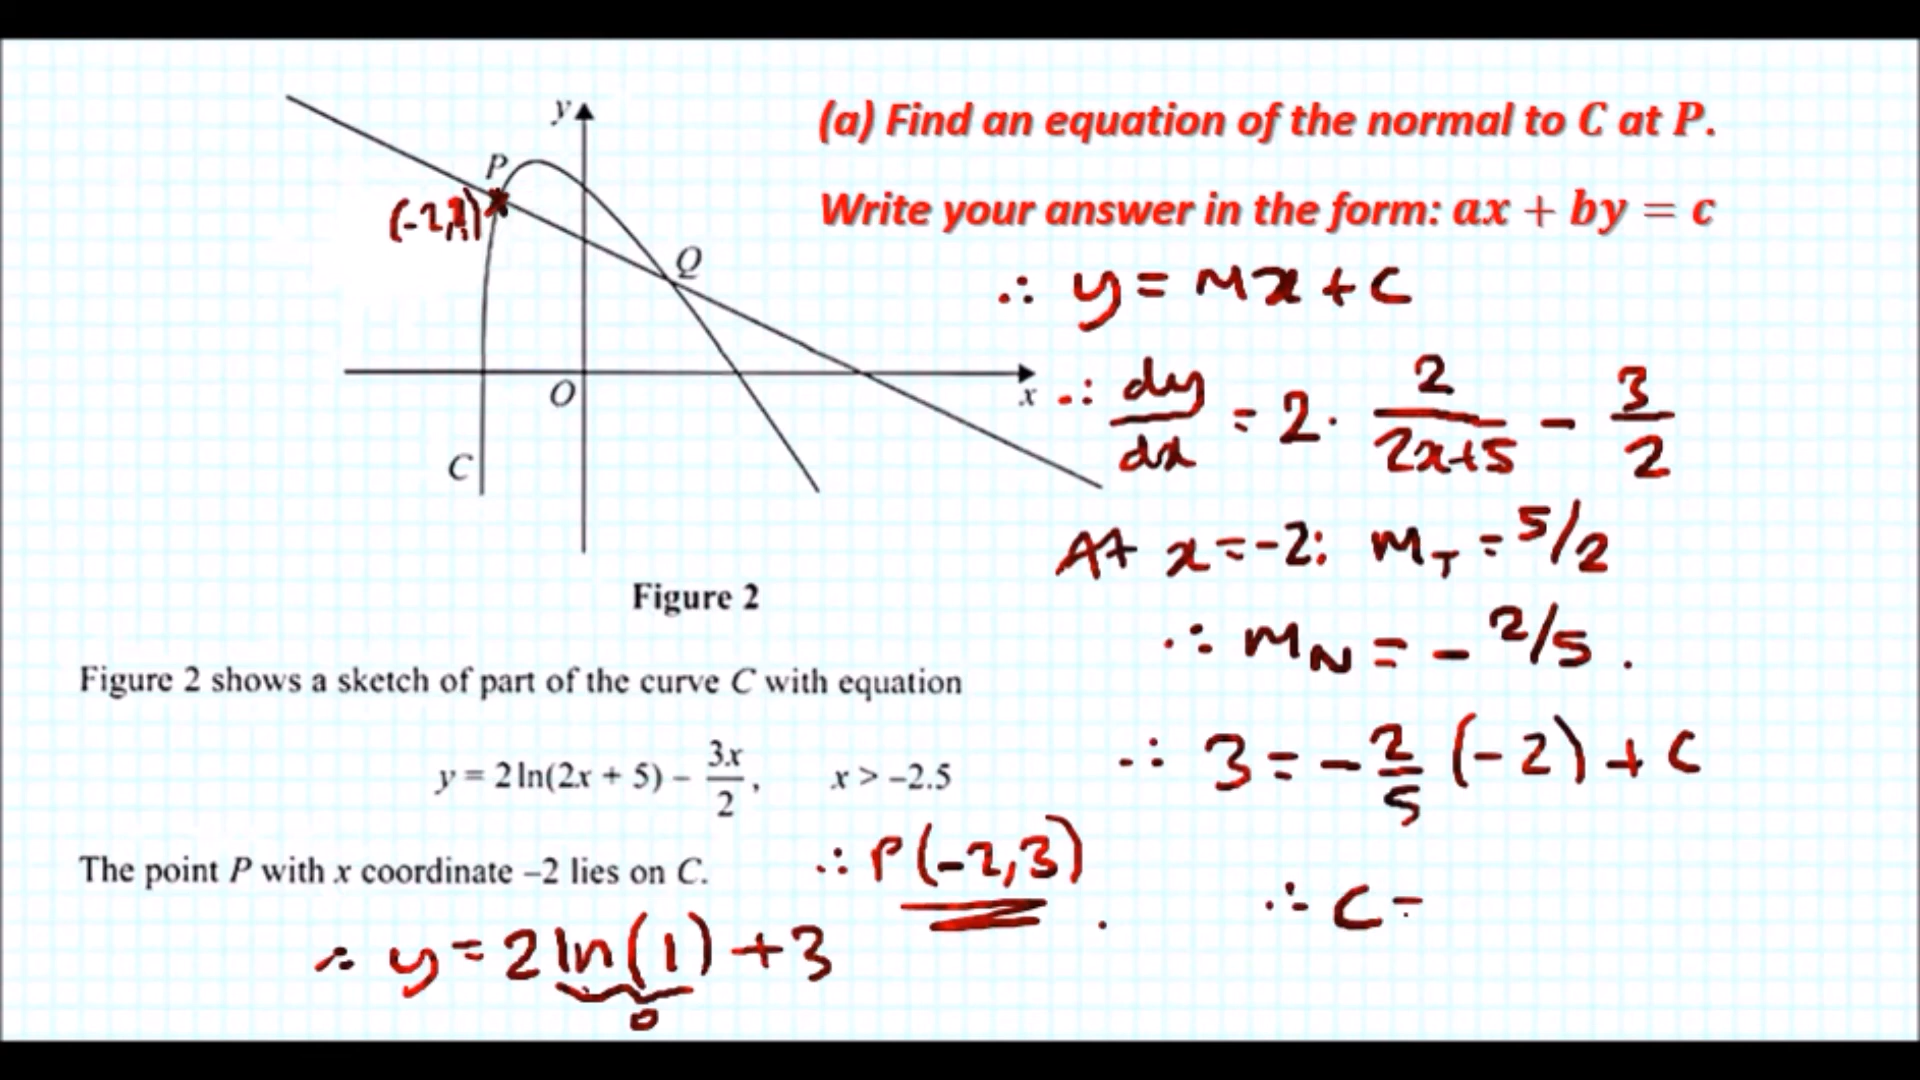 y
P
(-2, )
Q
O
x
C
Figure 2
Figure 2 shows a sketch of part of the curve C with equation
y = 2 ln(2x + 5) − 3x/2 ,   x > −2.5
The point P with x coordinate −2 lies on C.
∴ P(-2,3)
∴ y = 2 ln(1) + 3
0
(a) Find an equation of the normal to C at P.
Write your answer in the form: ax + by = c
∴ y = mx + c
∴ dy/dx = 2 · 2/(2x+5) − 3/2
At x = -2: m_T = 5/2
∴ m_N = - 2/5 .
∴ 3 = - 2/5 (-2) + c
∴ c =